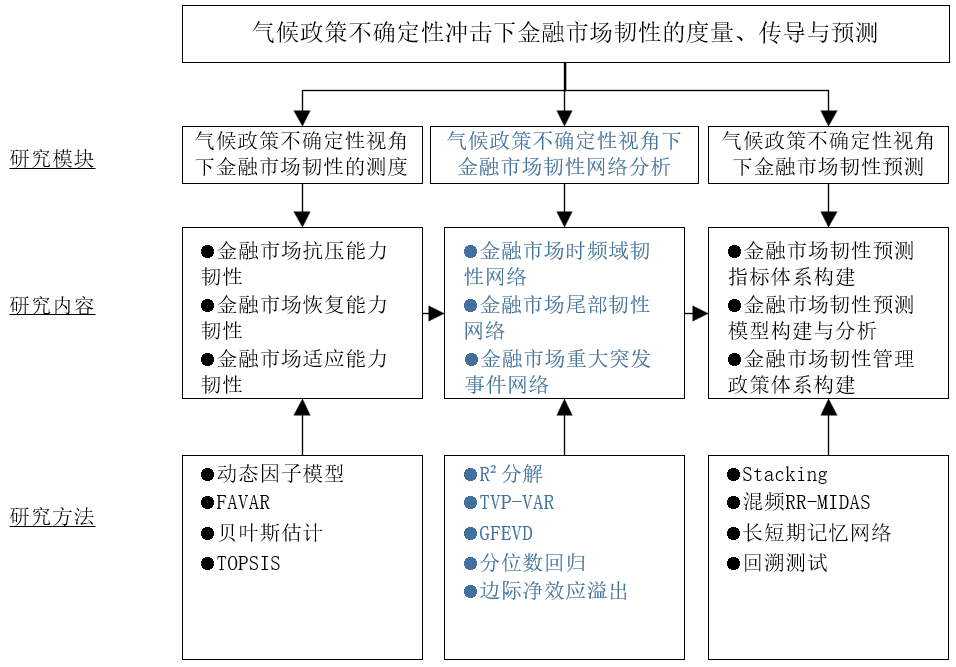 气候政策不确定性冲击下金融市场韧性的度量、传导与预测
研究模块
气候政策不确定性视角
下金融市场韧性的测度
气候政策不确定性视角下
金融市场韧性网络分析
气候政策不确定性视角
下金融市场韧性预测
研究内容
●金融市场抗压能力
韧性
●金融市场恢复能力
韧性
●金融市场适应能力
韧性
●金融市场时频域韧
性网络
●金融市场尾部韧性
网络
●金融市场重大突发
事件网络
●金融市场韧性预测
指标体系构建
●金融市场韧性预测
模型构建与分析
●金融市场韧性管理
政策体系构建
研究方法
●动态因子模型
●FAVAR
●贝叶斯估计
●TOPSIS
●R²分解
●TVP-VAR
●GFEVD
●分位数回归
●边际净效应溢出
●Stacking
●混频RR-MIDAS
●长短期记忆网络
●回溯测试